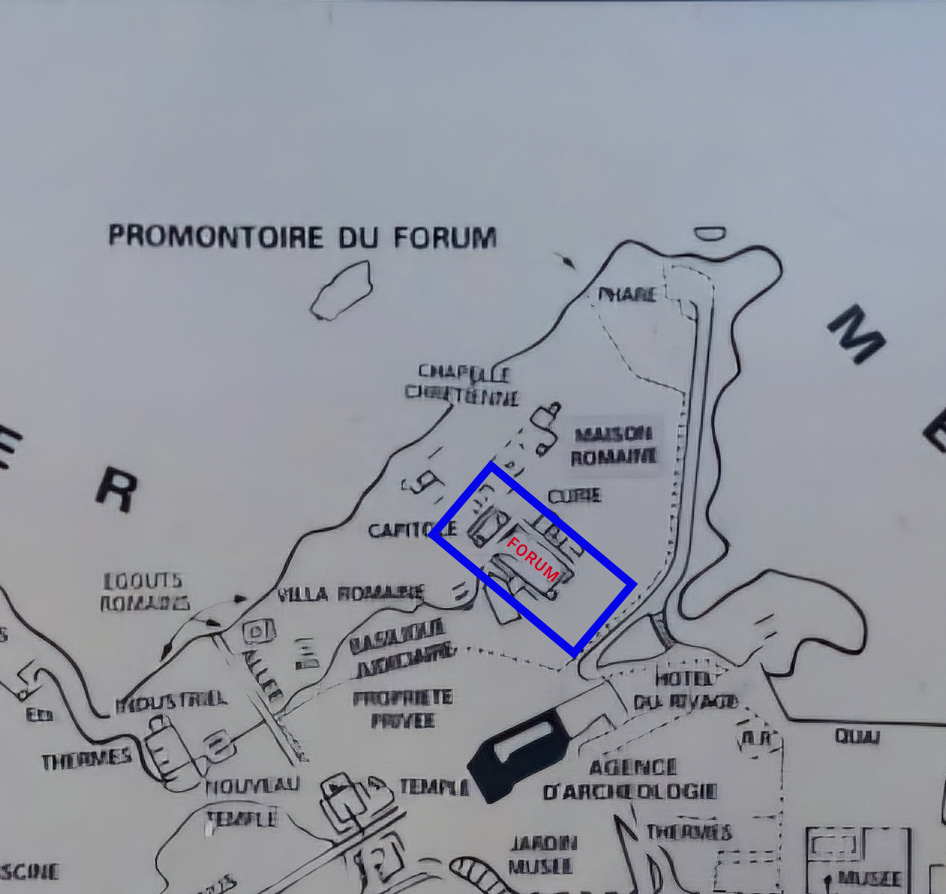 PROMONTOIRE DU FORUM
PHARE
M
CHAPELLE
CHRETIENNE
MAISON
ROMAINE
E
E
R
CURIE
CAPITOLE
FORUM
EGOUTS
ROMAINS
VILLA ROMAINE
BASILIQUE
JUDICIAIRE
ALLEE
S
HOTEL
DU RIVAGE
INDUSTRIEL
PROPRIETE
PRIVEE
QUAI
THERMES
AGENCE
D'ARCHEOLOGIE
NOUVEAU
TEMPLE
TEMPLE
THERMES
JARDIN
MUSEE
SCINE
MUSEE